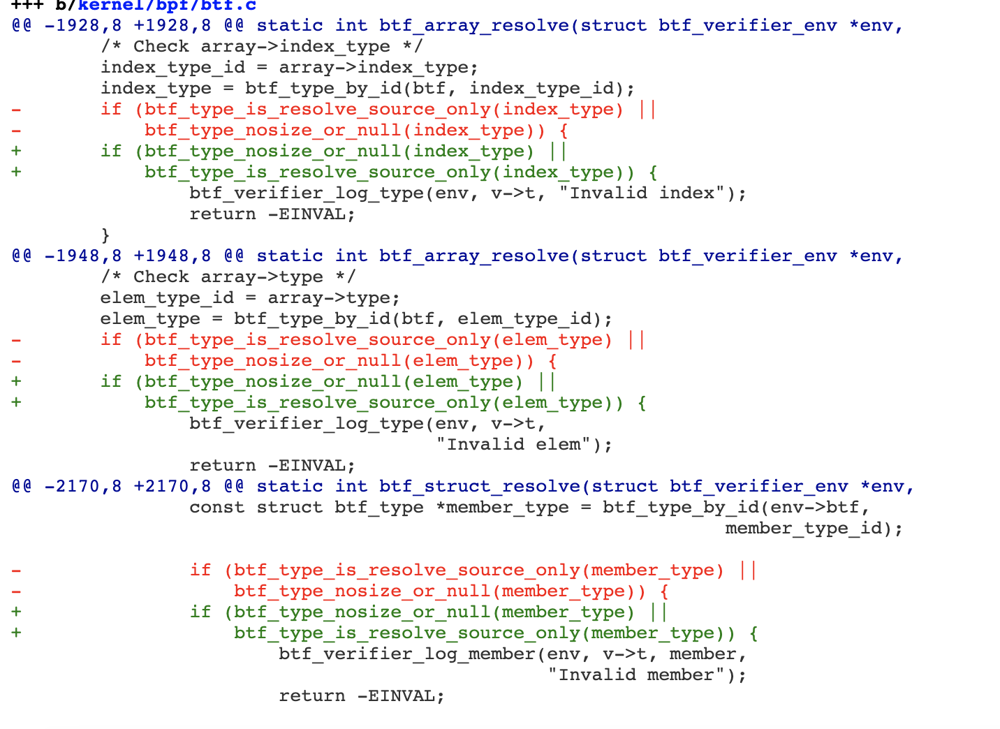 +++ b/kernel/bpf/btf.c
@@ -1928,8 +1928,8 @@ static int btf_array_resolve(struct btf_verifier_env *env,
        /* Check array->index_type */
        index_type_id = array->index_type;
        index_type = btf_type_by_id(btf, index_type_id);
-       if (btf_type_is_resolve_source_only(index_type) ||
-           btf_type_nosize_or_null(index_type)) {
+       if (btf_type_nosize_or_null(index_type) ||
+           btf_type_is_resolve_source_only(index_type)) {
                btf_verifier_log_type(env, v->t, "Invalid index");
                return -EINVAL;
        }
@@ -1948,8 +1948,8 @@ static int btf_array_resolve(struct btf_verifier_env *env,
        /* Check array->type */
        elem_type_id = array->type;
        elem_type = btf_type_by_id(btf, elem_type_id);
-       if (btf_type_is_resolve_source_only(elem_type) ||
-           btf_type_nosize_or_null(elem_type)) {
+       if (btf_type_nosize_or_null(elem_type) ||
+           btf_type_is_resolve_source_only(elem_type)) {
                btf_verifier_log_type(env, v->t,
                                      "Invalid elem");
                return -EINVAL;
@@ -2170,8 +2170,8 @@ static int btf_struct_resolve(struct btf_verifier_env *env,
                const struct btf_type *member_type = btf_type_by_id(env->btf,
                                                                member_type_id);
-               if (btf_type_is_resolve_source_only(member_type) ||
-                   btf_type_nosize_or_null(member_type)) {
+               if (btf_type_nosize_or_null(member_type) ||
+                   btf_type_is_resolve_source_only(member_type)) {
                        btf_verifier_log_member(env, v->t, member,
                                                "Invalid member");
                        return -EINVAL;